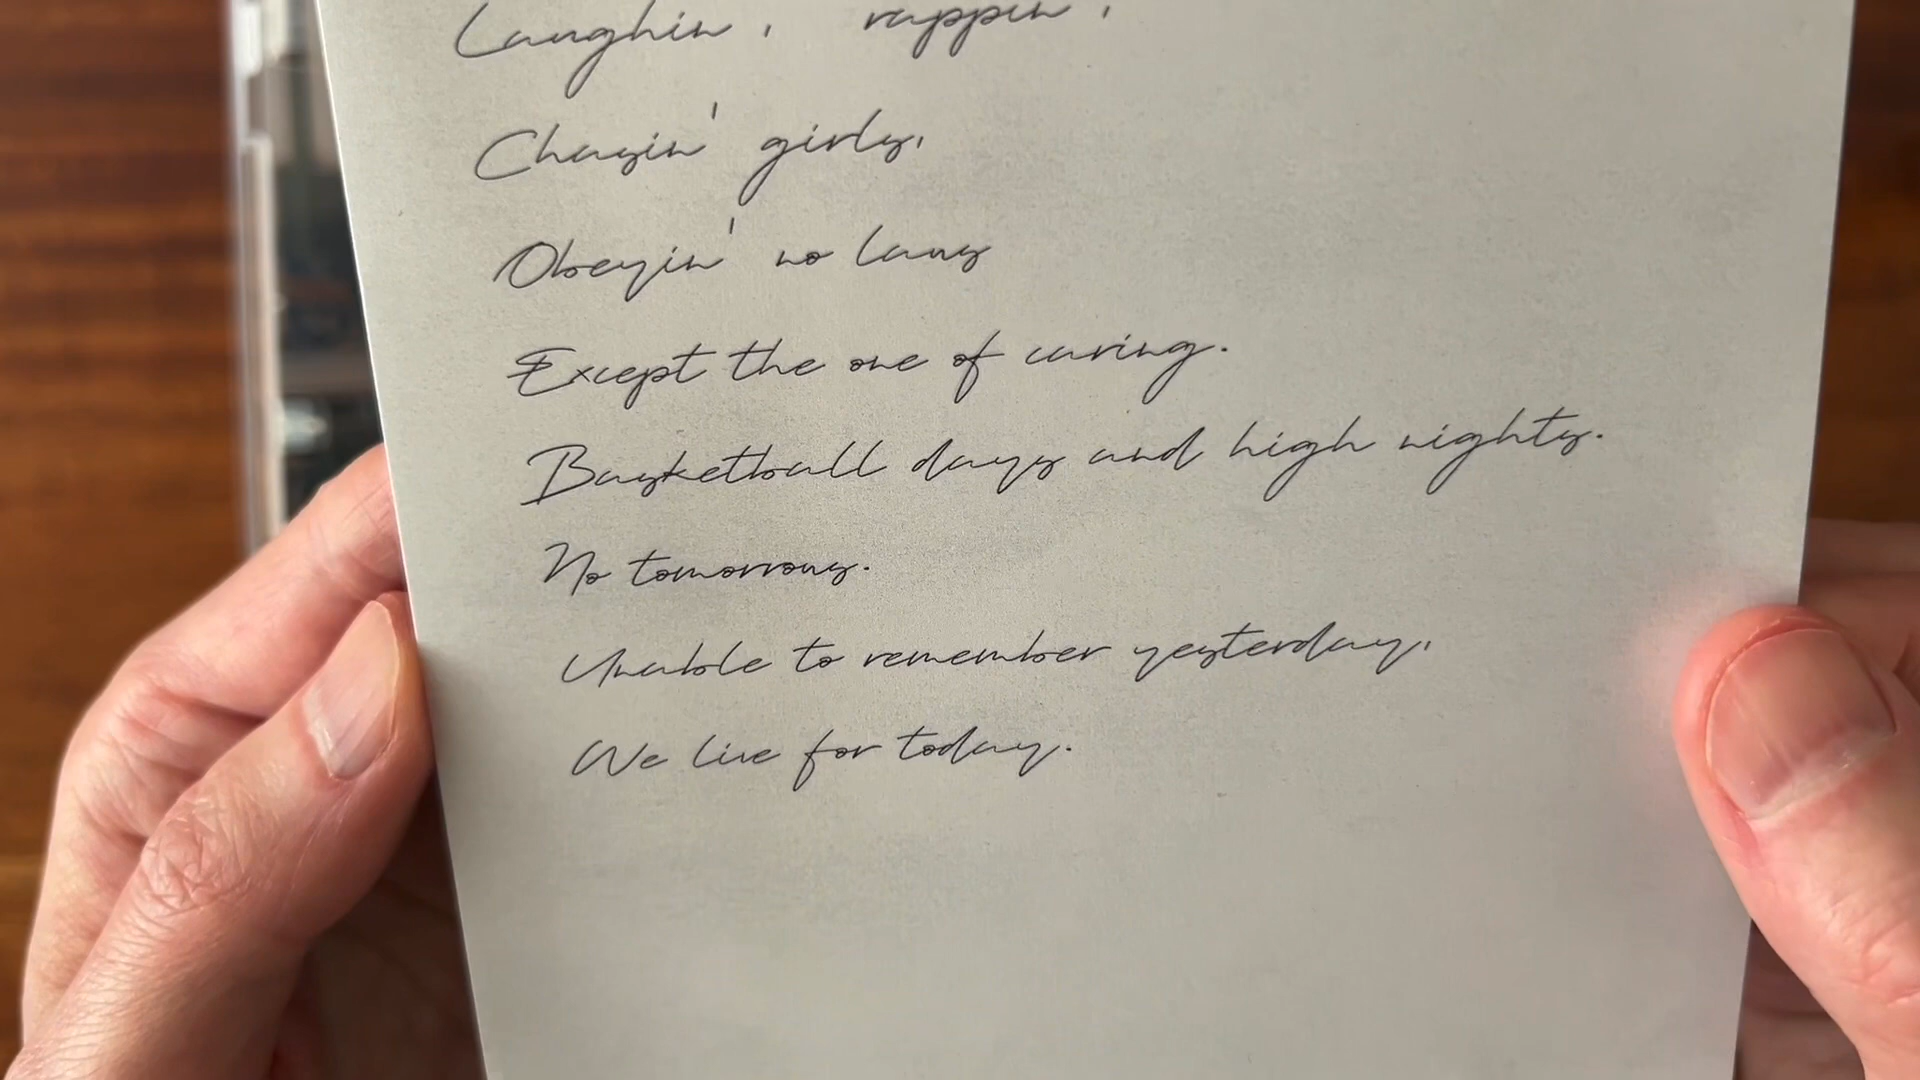 Laughin, rappin,
Chasin' girls,
Obeyin' no laws
Except the one of caring.
Basketball days and high nights.
No tomorrows.
Unable to remember yesterday,
We live for today.